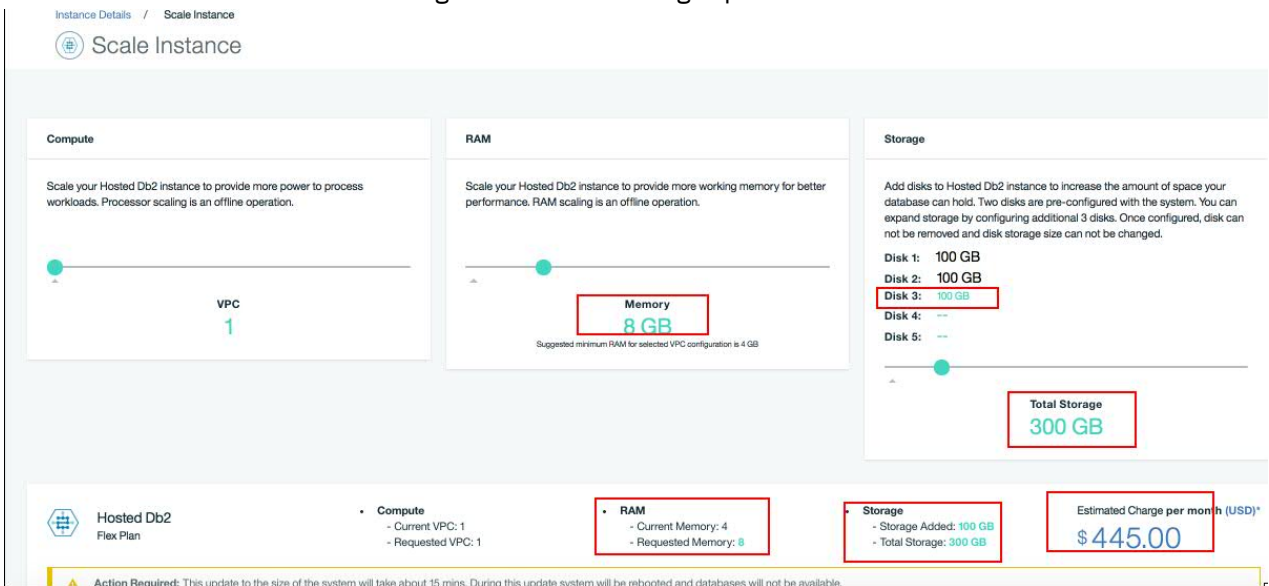 Instance Details / Scale Instance
Scale Instance
Compute
Scale your Hosted Db2 instance to provide more power to process
workloads. Processor scaling is an offline operation.
VPC
1
RAM
Scale your Hosted Db2 instance to provide more working memory for better
performance. RAM scaling is an offline operation.
Memory
8 GB
Suggested minimum RAM for selected VPC configuration is 4 GB
Storage
Add disks to Hosted Db2 instance to increase the amount of space your
database can hold. Two disks are pre-configured with the system. You can
expand storage by configuring additional 3 disks. Once configured, disk can
not be removed and disk storage size can not be changed.
Disk 1: 100 GB
Disk 2: 100 GB
Disk 3: 100 GB
Disk 4: --
Disk 5: --
Total Storage
300 GB
Hosted Db2
Flex Plan
• Compute
- Current VPC: 1
- Requested VPC: 1
• RAM
- Current Memory: 4
- Requested Memory: 8
• Storage
- Storage Added: 100 GB
- Total Storage: 300 GB
Estimated Charge per month (USD)*
$445.00
Action Required: This update to the size of the system will take about 15 mins. During this update system will be rebooted and databases will not be available.